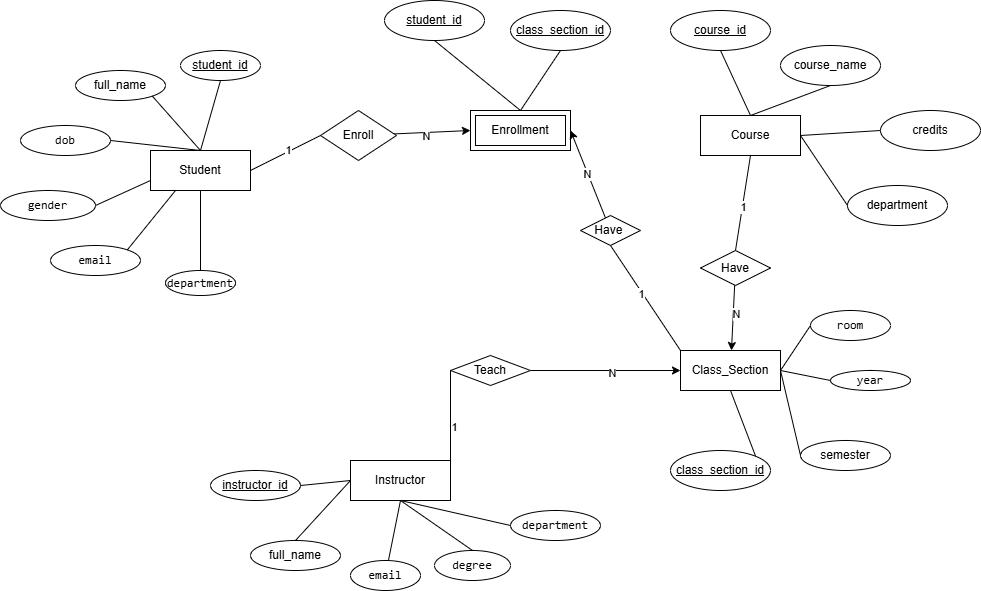 student_id
class_section_id
course_id
student_id
course_name
full_name
Enroll
N
Enrollment
Course
credits
dob
1
Student
N
gender
1
department
Have
email
Have
department
1
N
room
Teach
N
Class_Section
year
1
semester
class_section_id
instructor_id
Instructor
department
full_name
email
degree